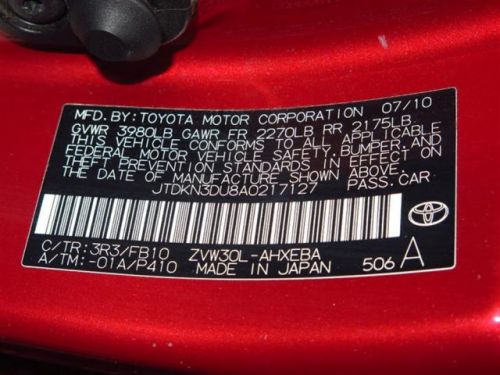 MFD. BY: TOYOTA MOTOR CORPORATION 07/10
GVWR 3980LB GAWR FR 2270LB RR 2175LB
THIS VEHICLE CONFORMS TO ALL APPLICABLE
FEDERAL MOTOR VEHICLE SAFETY, BUMPER, AND
THEFT PREVENTION STANDARDS IN EFFECT ON
THE DATE OF MANUFACTURE SHOWN ABOVE.
JTDKN3DU8A0217127 PASS. CAR
C/TR: 3R3/FB10 ZVW30L-AHXEBA
A/TM: -01A/P410 MADE IN JAPAN 506 A
TOYOTA